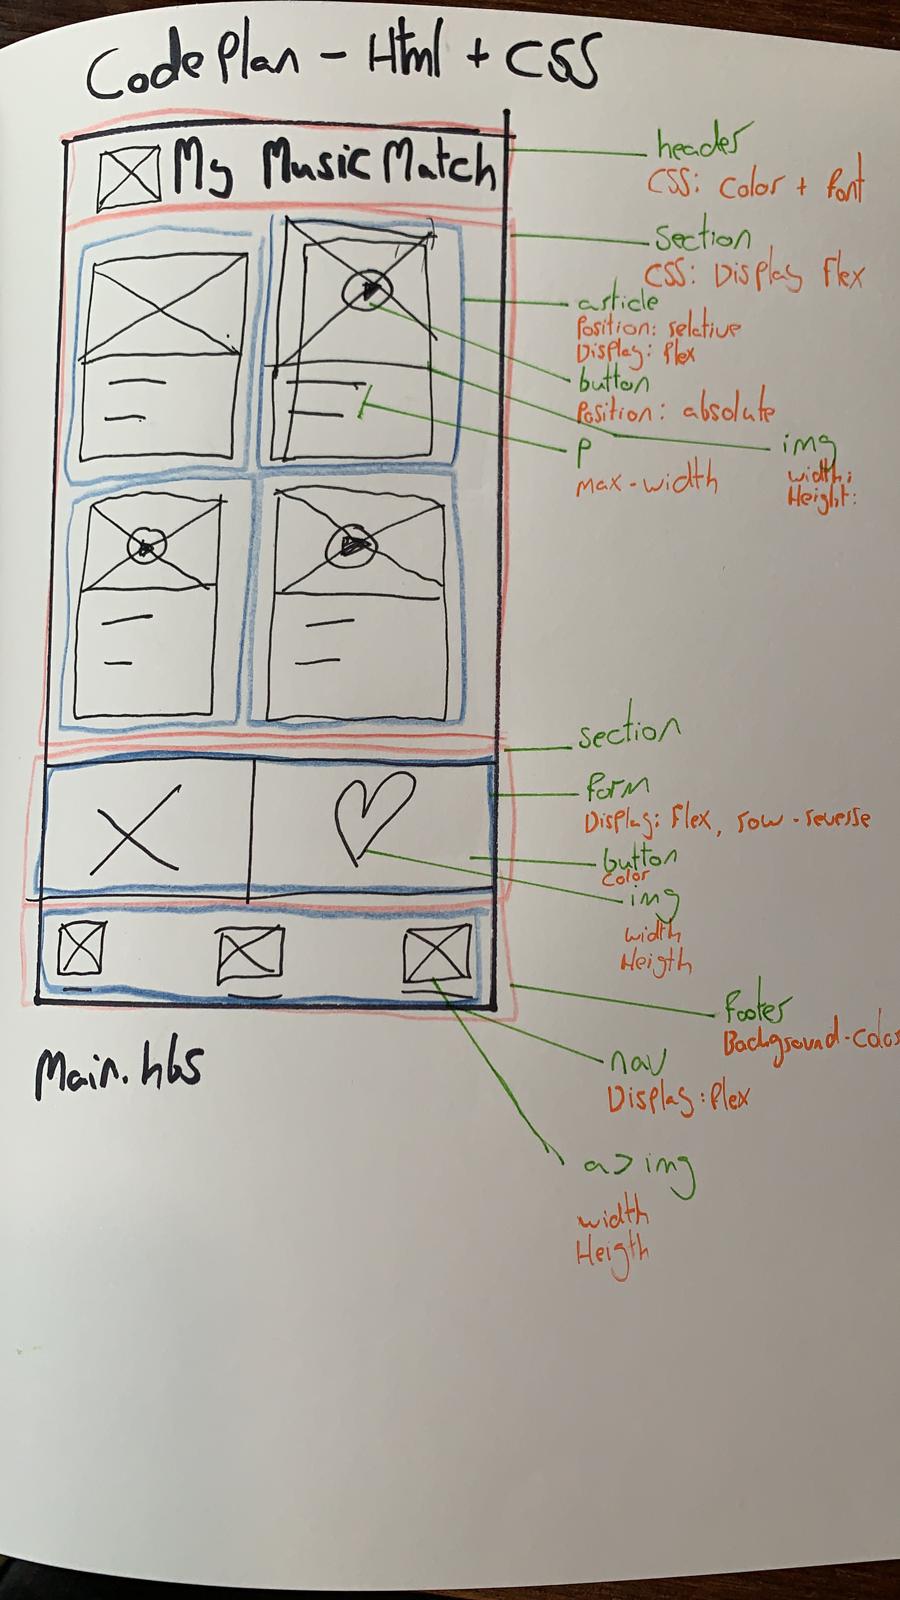 Code Plan - Html + CSS
My Music Match
header
CSS: Color + Font
Section
CSS: Display Flex
article
Position: relative
Display: Flex
button
Position: absolute
p
max-width
img
width:
Height:
section
form
Display: Flex, row-reverse
button
Color
img
width
Heigth
footer
Background-Color
nav
Display: flex
a > img
width
Heigth
Main.hbs